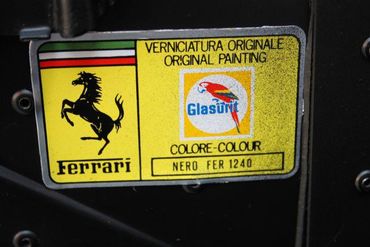 VERNICIATURA ORIGINALE
ORIGINAL PAINTING
Glasurit
COLORE-COLOUR
Ferrari
NERO FER 1240